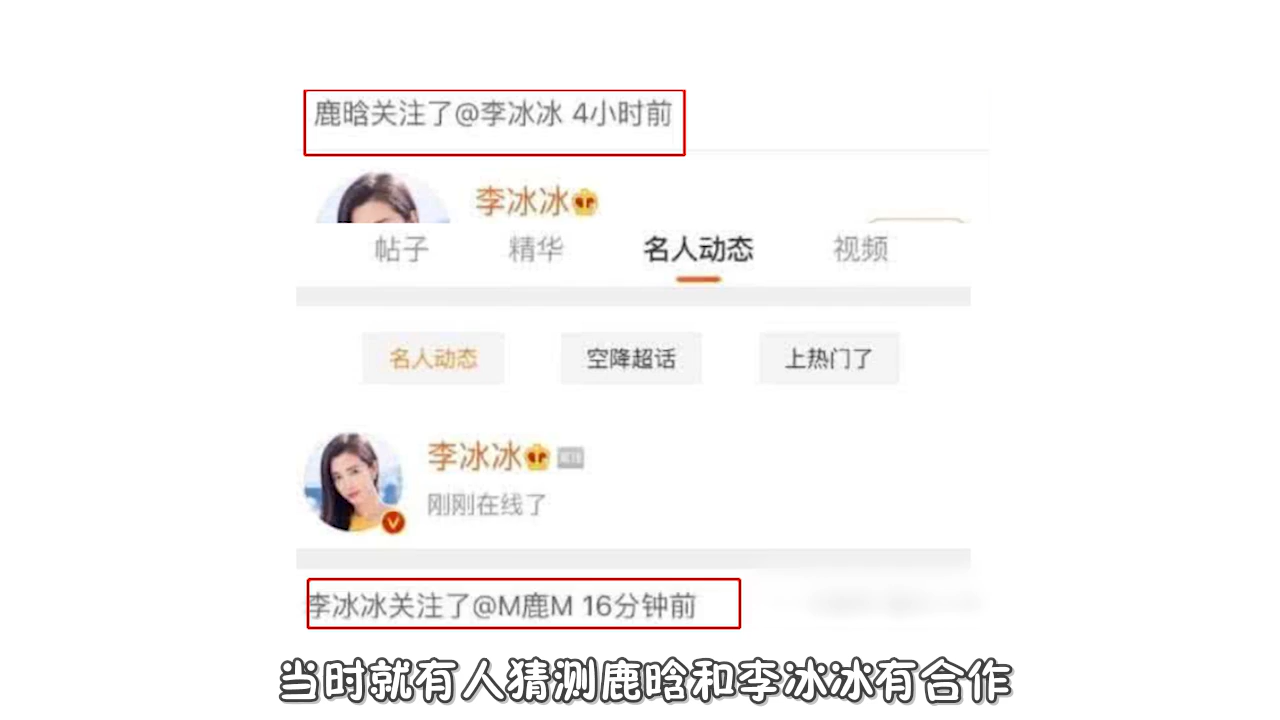 鹿晗关注了@李冰冰 4小时前
李冰冰
帖子 精华 名人动态 视频
名人动态 空降超话 上热门了
李冰冰
刚刚在线了
李冰冰关注了@M鹿M 16分钟前
当时就有人猜测鹿晗和李冰冰有合作